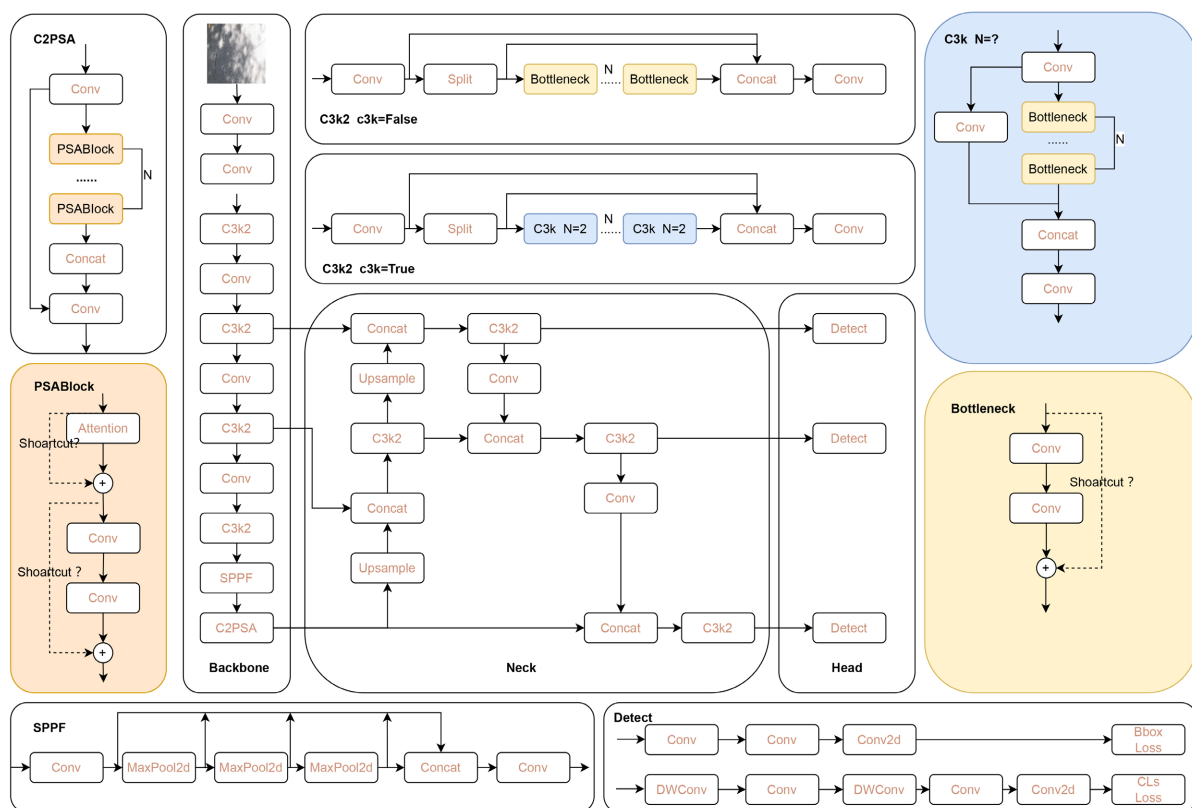 C2PSA
Conv
PSABlock
......
PSABlock
N
Concat
Conv
PSABlock
Shoartcut?
Attention
+
Conv
Shoartcut ?
Conv
+
Conv
Conv
C3k2
Conv
C3k2
Conv
C3k2
Conv
C3k2
SPPF
C2PSA
Backbone
Conv
Split
Bottleneck
N
......
Bottleneck
Concat
Conv
C3k2 c3k=False
Conv
Split
C3k N=2
N
......
C3k N=2
Concat
Conv
C3k2 c3k=True
Concat
C3k2
Upsample
Conv
C3k2
Concat
C3k2
Concat
Conv
Upsample
Concat
C3k2
Neck
Detect
Detect
Detect
Head
C3k N=?
Conv
Conv
Bottleneck
......
N
Bottleneck
Concat
Conv
Bottleneck
Conv
Shoartcut ?
Conv
+
SPPF
Conv
MaxPool2d
MaxPool2d
MaxPool2d
Concat
Conv
Detect
Conv
Conv
Conv2d
Bbox
Loss
DWConv
Conv
DWConv
Conv
Conv2d
CLs
Loss